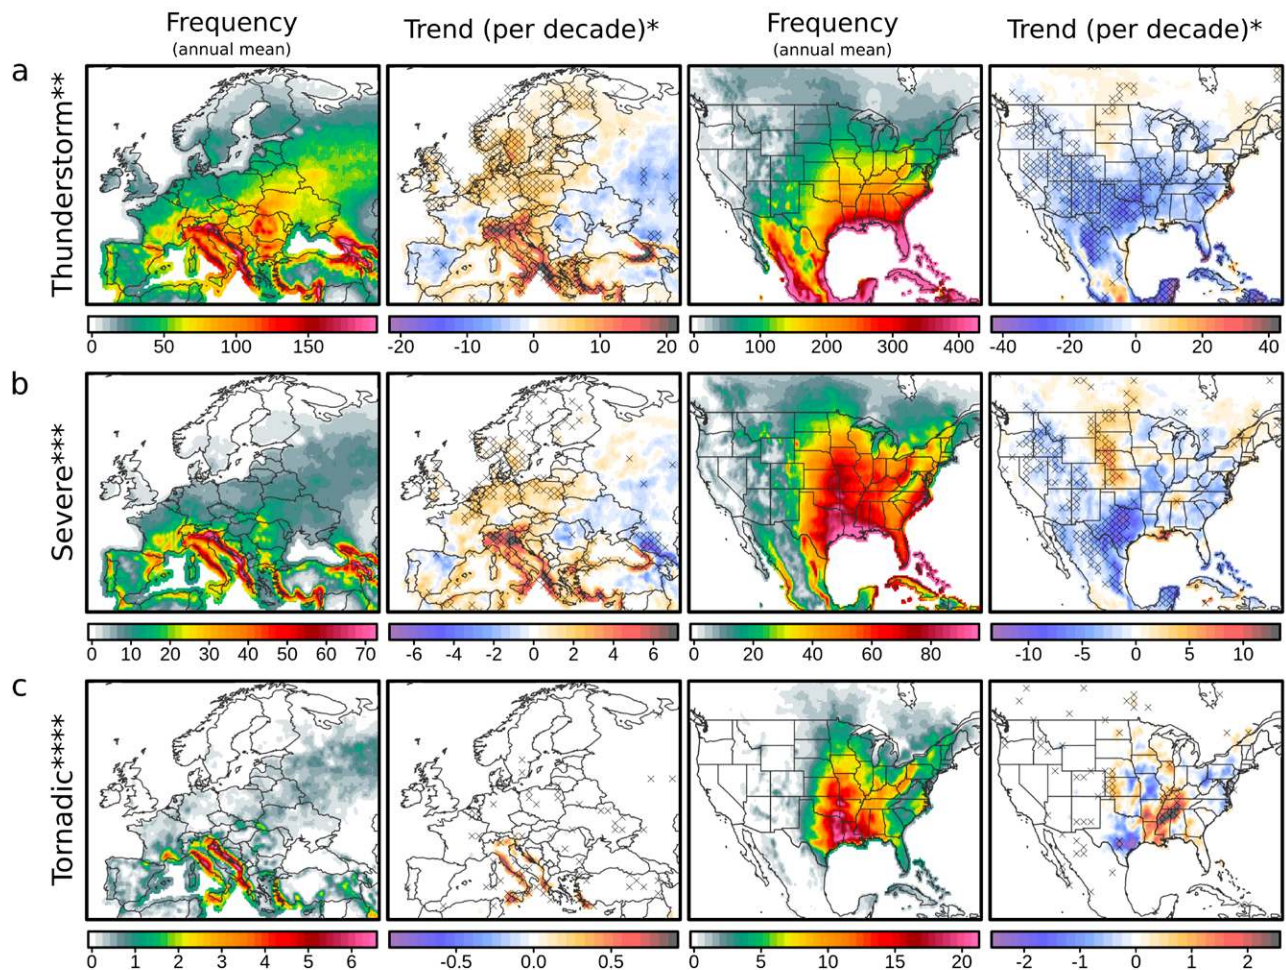 Frequency
(annual mean)
Trend (per decade)*
Frequency
(annual mean)
Trend (per decade)*
a
Thunderstorm**
0 50 100 150
-20 -10 0 10 20
0 100 200 300 400
-40 -20 0 20 40
b
Severe***
0 10 20 30 40 50 60 70
-6 -4 -2 0 2 4 6
0 20 40 60 80
-10 -5 0 5 10
c
Tornadic****
0 1 2 3 4 5 6
-0.5 0.0 0.5
0 5 10 15 20
-2 -1 0 1 2